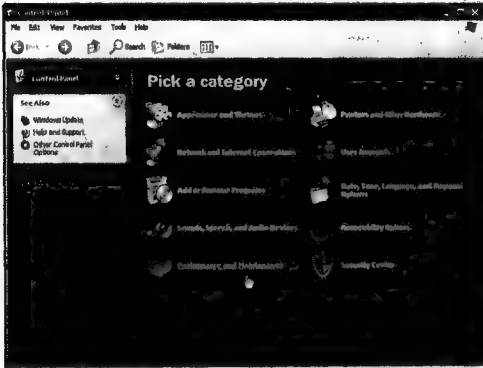 Control Panel
File Edit View Favorites Tools Help
Back Search Folders
Control Panel
Pick a category
See Also
Windows Update
Help and Support
Other Control Panel
Options
Appearance and Themes
Printers and Other Hardware
Network and Internet Connections
User Accounts
Add or Remove Programs
Date, Time, Language, and Regional
Options
Sounds, Speech, and Audio Devices
Accessibility Options
Performance and Maintenance
Security Center